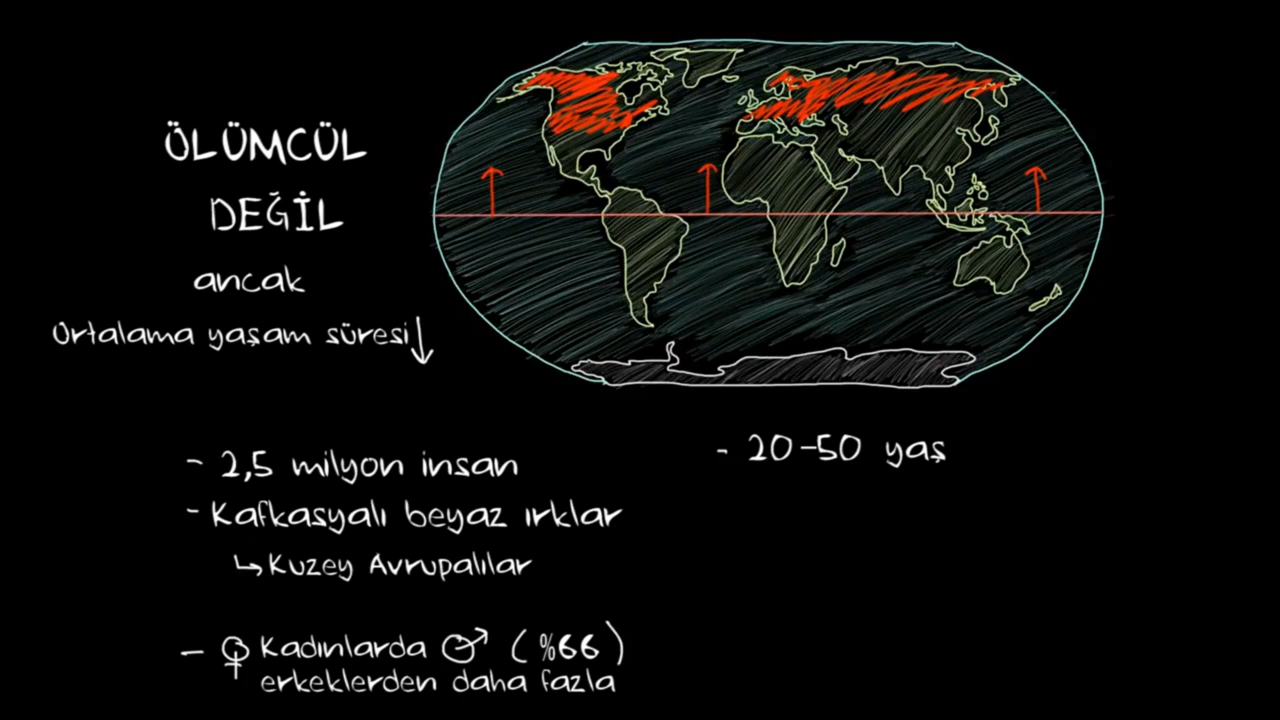 ÖLÜMCÜL
DEĞİL
ancak
Ortalama yaşam süresi↓
- 2,5 milyon insan
- Kafkasyalı beyaz ırklar
↳Kuzey Avrupalılar
- ♀ Kadınlarda ♂ (%66)
erkeklerden daha fazla
- 20-50 yaş